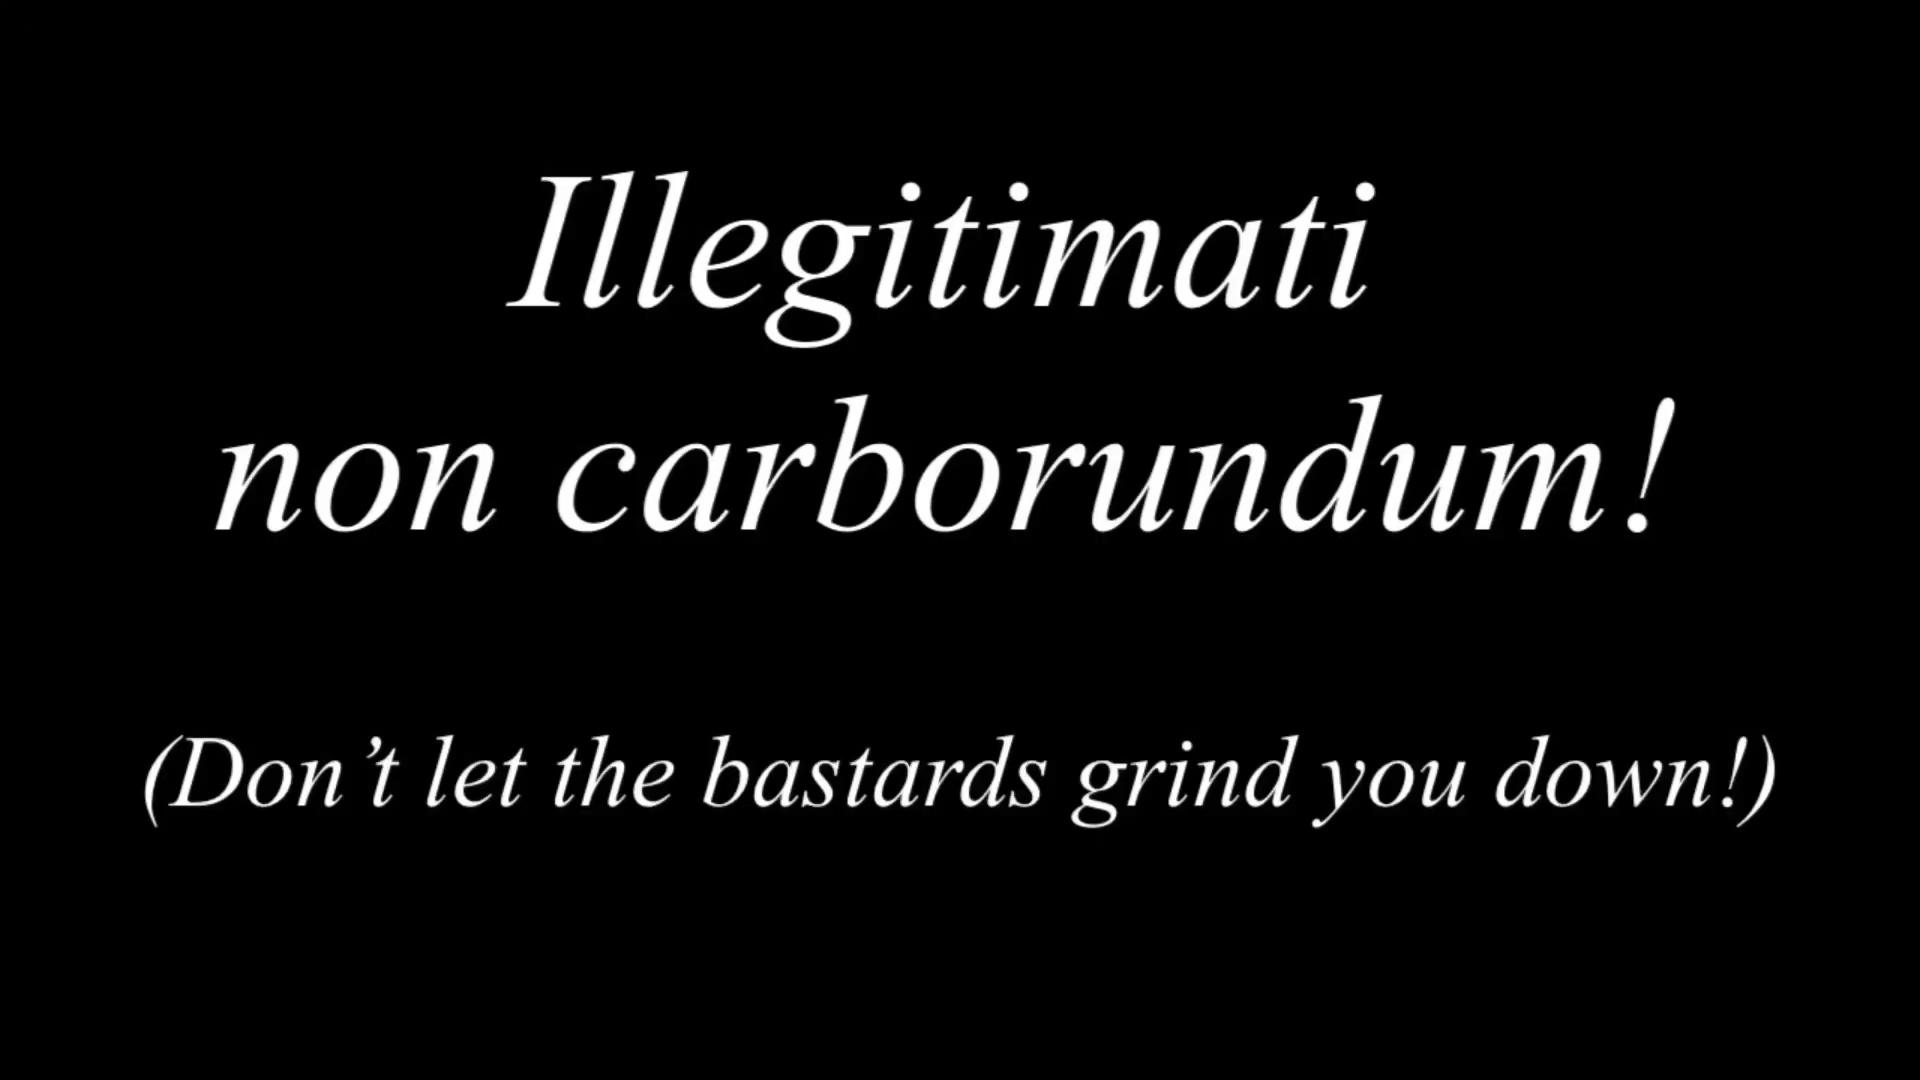 Illegitimati
non carborundum!
(Don’t let the bastards grind you down!)